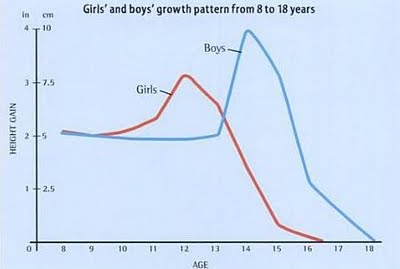 Girls' and boys' growth pattern from 8 to 18 years
in cm
4 10
Boys
3 7.5
Girls
HEIGHT GAIN
2 5
1 2.5
0
8 9 10 11 12 13 14 15 16 17 18
AGE